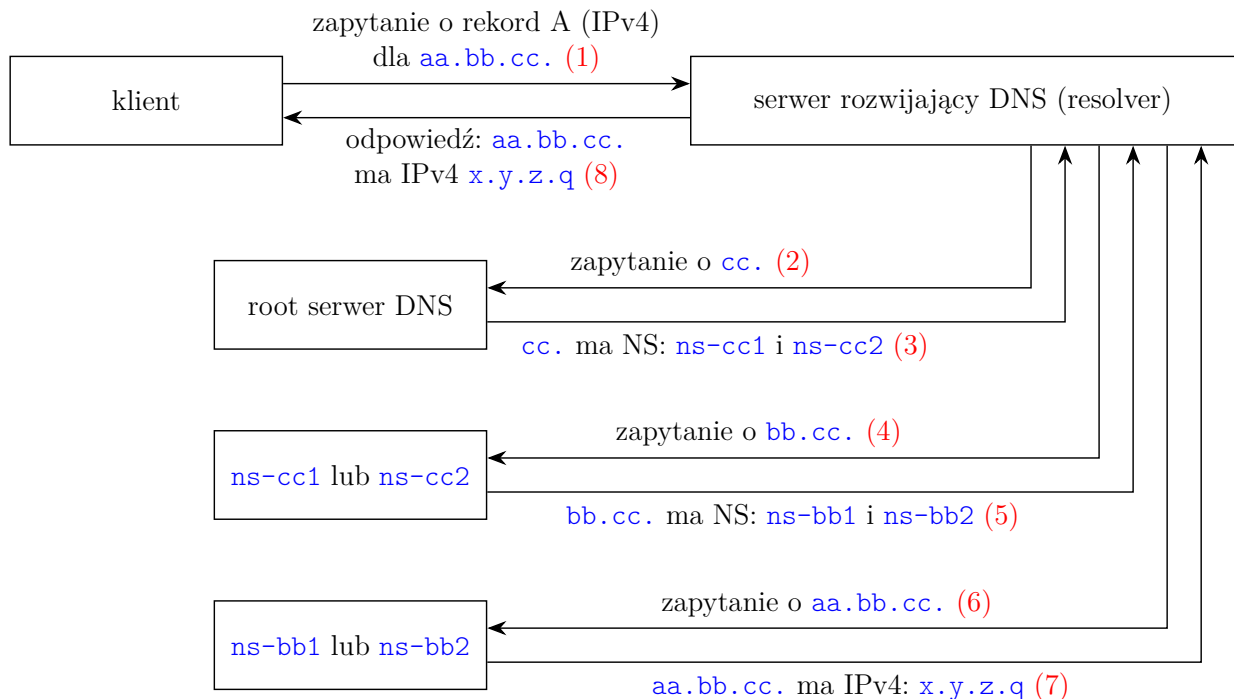 zapytanie o rekord A (IPv4)
dla aa.bb.cc. (1)
klient
serwer rozwijający DNS (resolver)
odpowiedź: aa.bb.cc.
ma IPv4 x.y.z.q (8)
zapytanie o cc. (2)
root serwer DNS
cc. ma NS: ns-cc1 i ns-cc2 (3)
zapytanie o bb.cc. (4)
ns-cc1 lub ns-cc2
bb.cc. ma NS: ns-bb1 i ns-bb2 (5)
zapytanie o aa.bb.cc. (6)
ns-bb1 lub ns-bb2
aa.bb.cc. ma IPv4: x.y.z.q (7)